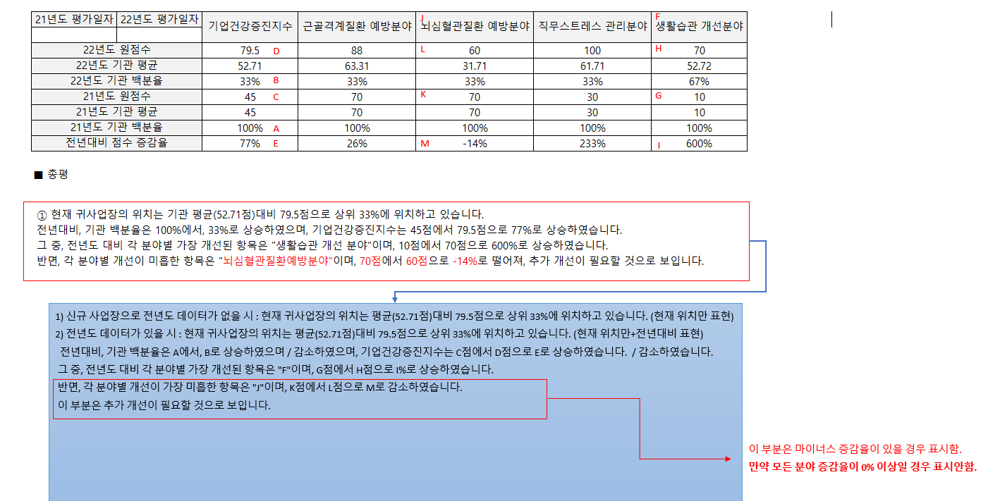 21년도 평가일자 22년도 평가일자 기업건강증진지수 근골격계질환 예방분야 J 뇌심혈관질환 예방분야 직무스트레스 관리분야 F 생활습관 개선분야
22년도 원점수 79.5 D 88 L 60 100 H 70
22년도 기관 평균 52.71 63.31 31.71 61.71 52.72
22년도 기관 백분율 33% B 33% 33% 33% 67%
21년도 원점수 45 C 70 K 70 30 G 10
21년도 기관 평균 45 70 70 30 10
21년도 기관 백분율 100% A 100% 100% 100% 100%
전년대비 점수 증감율 77% E 26% M -14% 233% I 600%
■ 총평
① 현재 귀사업장의 위치는 기관 평균(52.71점)대비 79.5점으로 상위 33%에 위치하고 있습니다.
전년대비, 기관 백분율은 100%에서, 33%로 상승하였으며, 기업건강증진지수는 45점에서 79.5점으로 77%로 상승하였습니다.
그 중, 전년도 대비 각 분야별 가장 개선된 항목은 "생활습관 개선 분야"이며, 10점에서 70점으로 600%로 상승하였습니다.
반면, 각 분야별 개선이 미흡한 항목은 "뇌심혈관질환예방분야"이며, 70점에서 60점으로 -14%로 떨어져, 추가 개선이 필요할 것으로 보입니다.
1) 신규 사업장으로 전년도 데이터가 없을 시 : 현재 귀사업장의 위치는 평균(52.71점)대비 79.5점으로 상위 33%에 위치하고 있습니다. (현재 위치만 표현)
2) 전년도 데이터가 있을 시 : 현재 귀사업장의 위치는 평균(52.71점)대비 79.5점으로 상위 33%에 위치하고 있습니다. (현재 위치만+전년대비 표현)
전년대비, 기관 백분율은 A에서, B로 상승하였으며 / 감소하였으며, 기업건강증진지수는 C점에서 D점으로 E로 상승하였습니다. / 감소하였습니다.
그 중, 전년도 대비 각 분야별 가장 개선된 항목은 "F"이며, G점에서 H점으로 I%로 상승하였습니다.
반면, 각 분야별 개선이 가장 미흡한 항목은 "J"이며, K점에서 L점으로 M로 감소하였습니다.
이 부분은 추가 개선이 필요할 것으로 보입니다.
이 부분은 마이너스 증감율이 있을 경우 표시함.
만약 모든 분야 증감율이 0% 이상일 경우 표시안함.